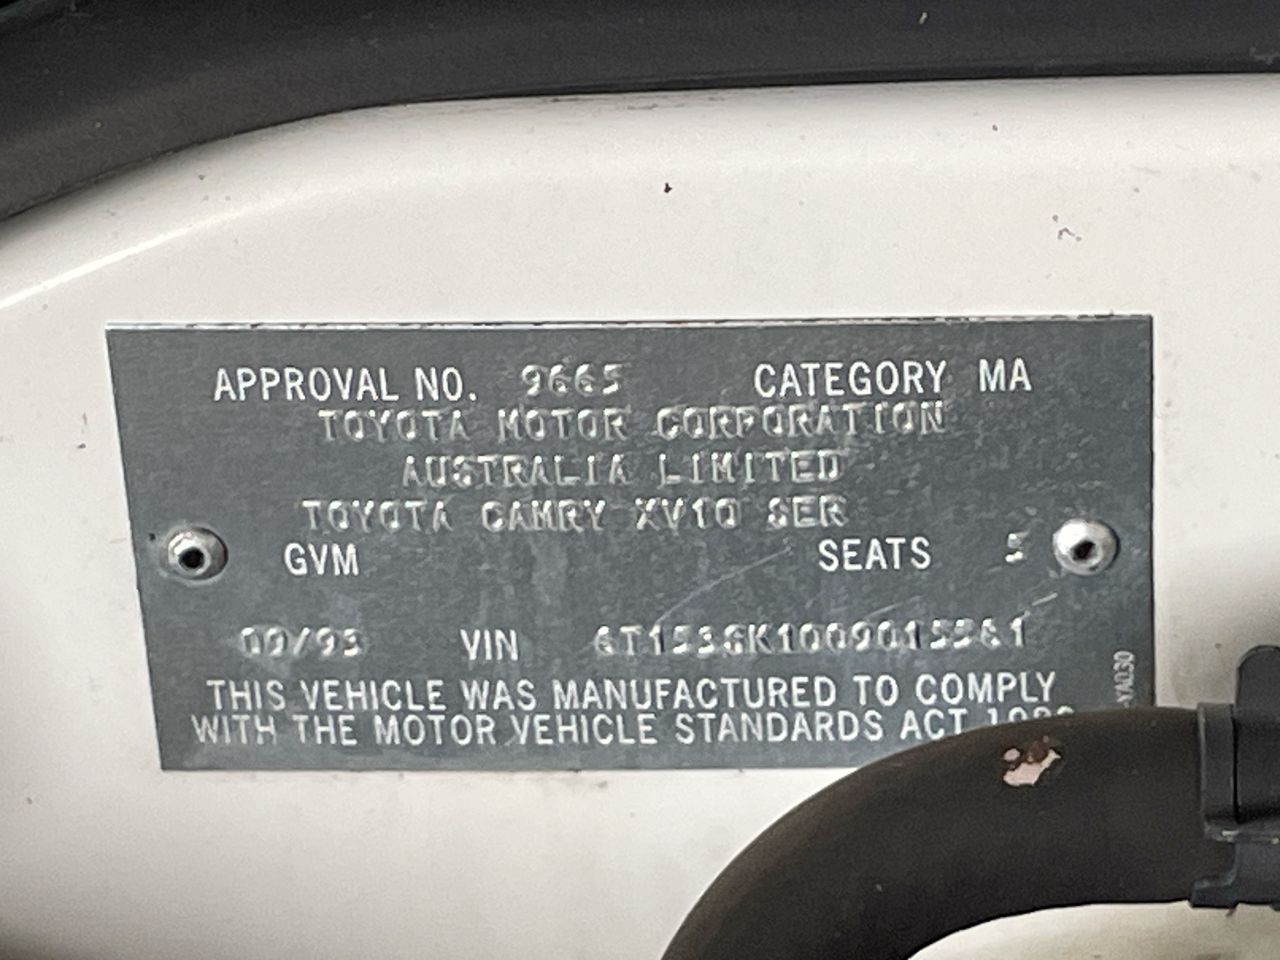 APPROVAL NO. 9665 CATEGORY MA
TOYOTA MOTOR CORPORATION
AUSTRALIA LIMITED
TOYOTA CAMRY XV10 SER
GVM SEATS 5
09/93 VIN 6T153SK1009015561
THIS VEHICLE WAS MANUFACTURED TO COMPLY
WITH THE MOTOR VEHICLE STANDARDS ACT